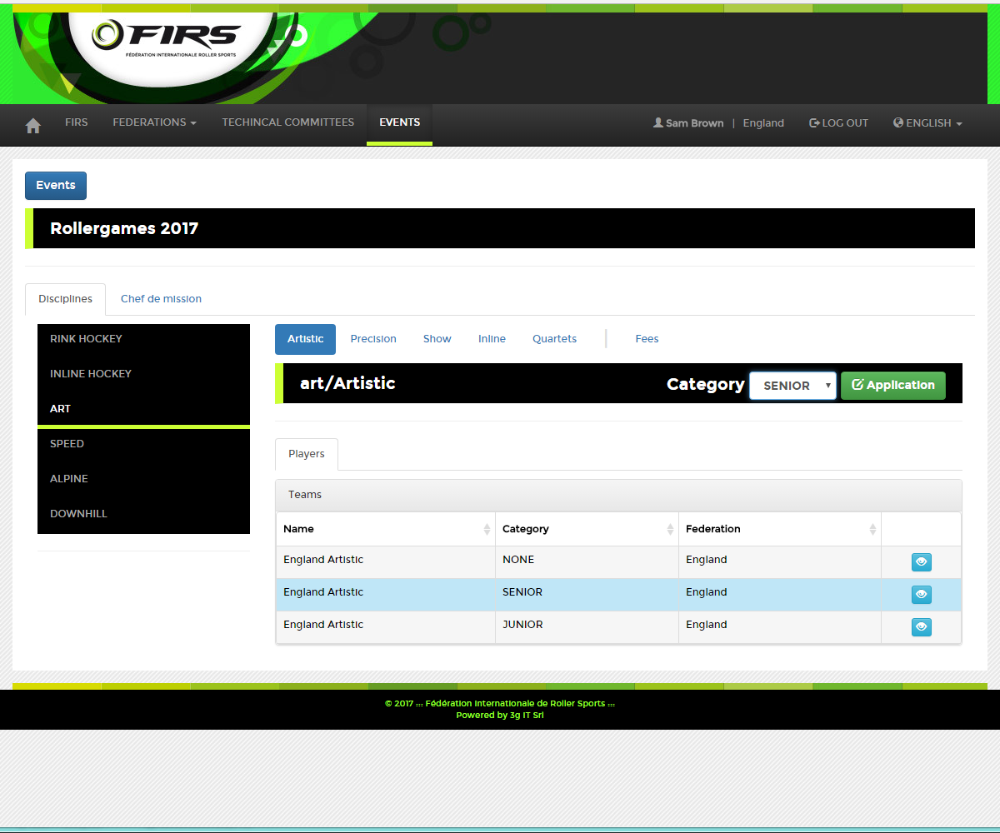 FIRS
FÉDÉRATION INTERNATIONALE ROLLER SPORTS
FIRS FEDERATIONS TECHINCAL COMMITTEES EVENTS Sam Brown | England LOG OUT ENGLISH
Events
Rollergames 2017
Disciplines Chef de mission
RINK HOCKEY
INLINE HOCKEY
ART
SPEED
ALPINE
DOWNHILL
Artistic Precision Show Inline Quartets Fees
art/Artistic Category SENIOR Application
Players
Teams
Name Category Federation
England Artistic NONE England
England Artistic SENIOR England
England Artistic JUNIOR England
© 2017 ::: Fédération Internationale de Roller Sports :::
Powered by 3g IT Srl